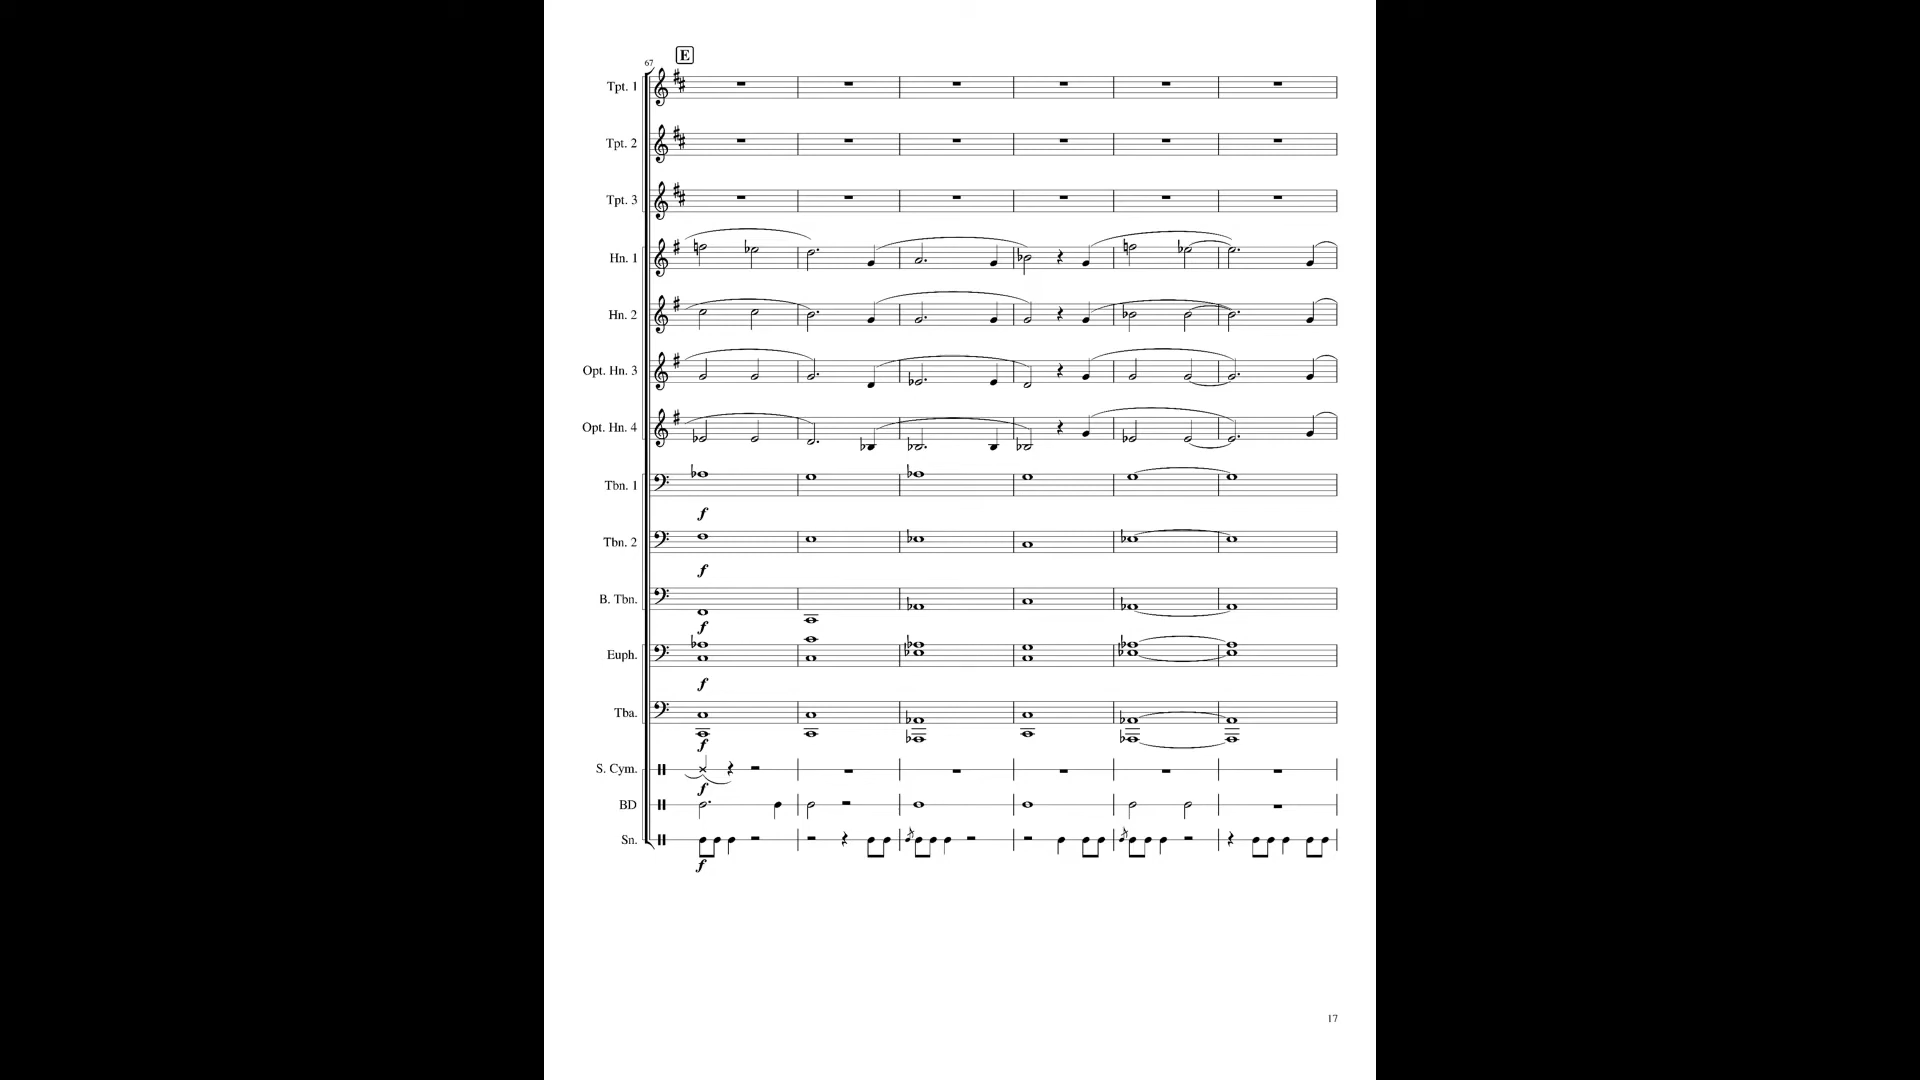 E
67
Tpt. 1
Tpt. 2
Tpt. 3
Hn. 1
Hn. 2
Opt. Hn. 3
Opt. Hn. 4
Tbn. 1
f
Tbn. 2
f
B. Tbn.
f
Euph.
f
Tba.
f
S. Cym.
f
BD
Sn.
f
17